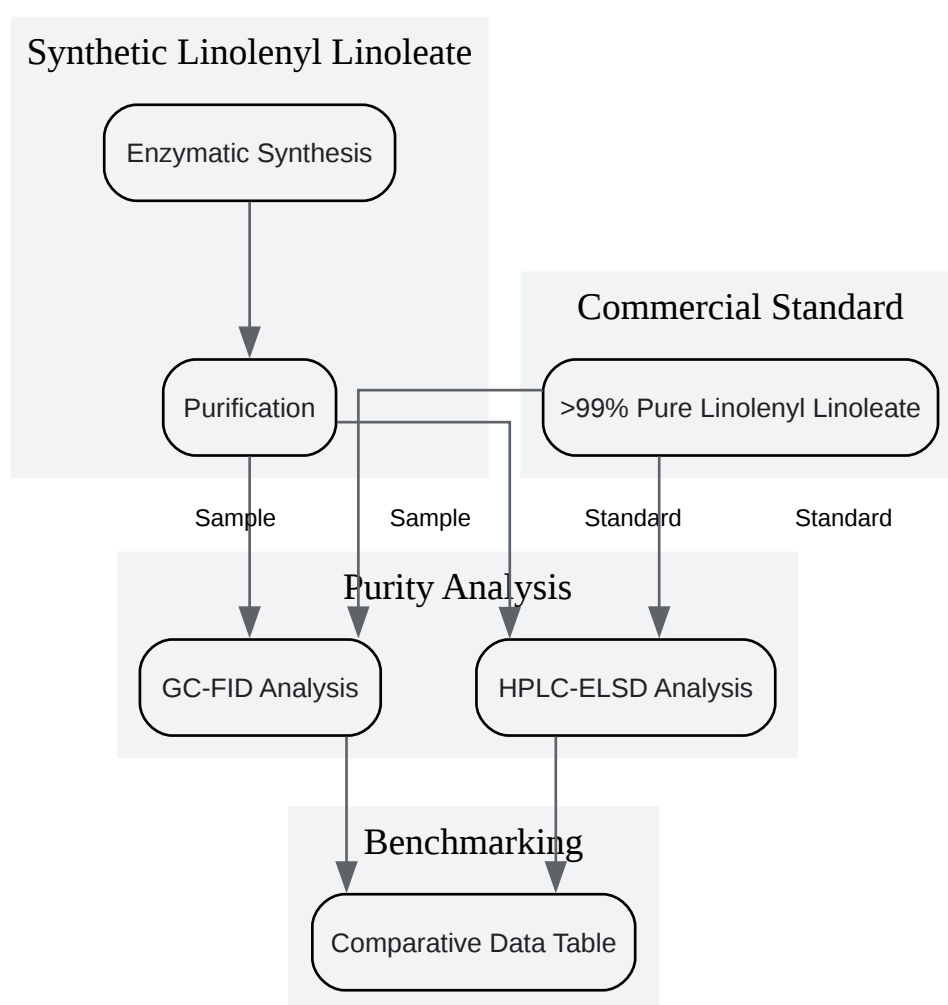 Synthetic Linolenyl Linoleate
Enzymatic Synthesis
Commercial Standard
Purification
>99% Pure Linolenyl Linoleate
Sample
Sample
Standard
Standard
Purity Analysis
GC-FID Analysis
HPLC-ELSD Analysis
Benchmarking
Comparative Data Table